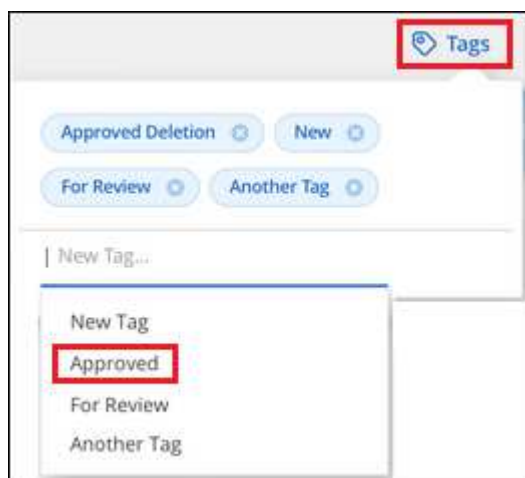 Tags
Approved Deletion New
For Review Another Tag
New Tag...
New Tag
Approved
For Review
Another Tag